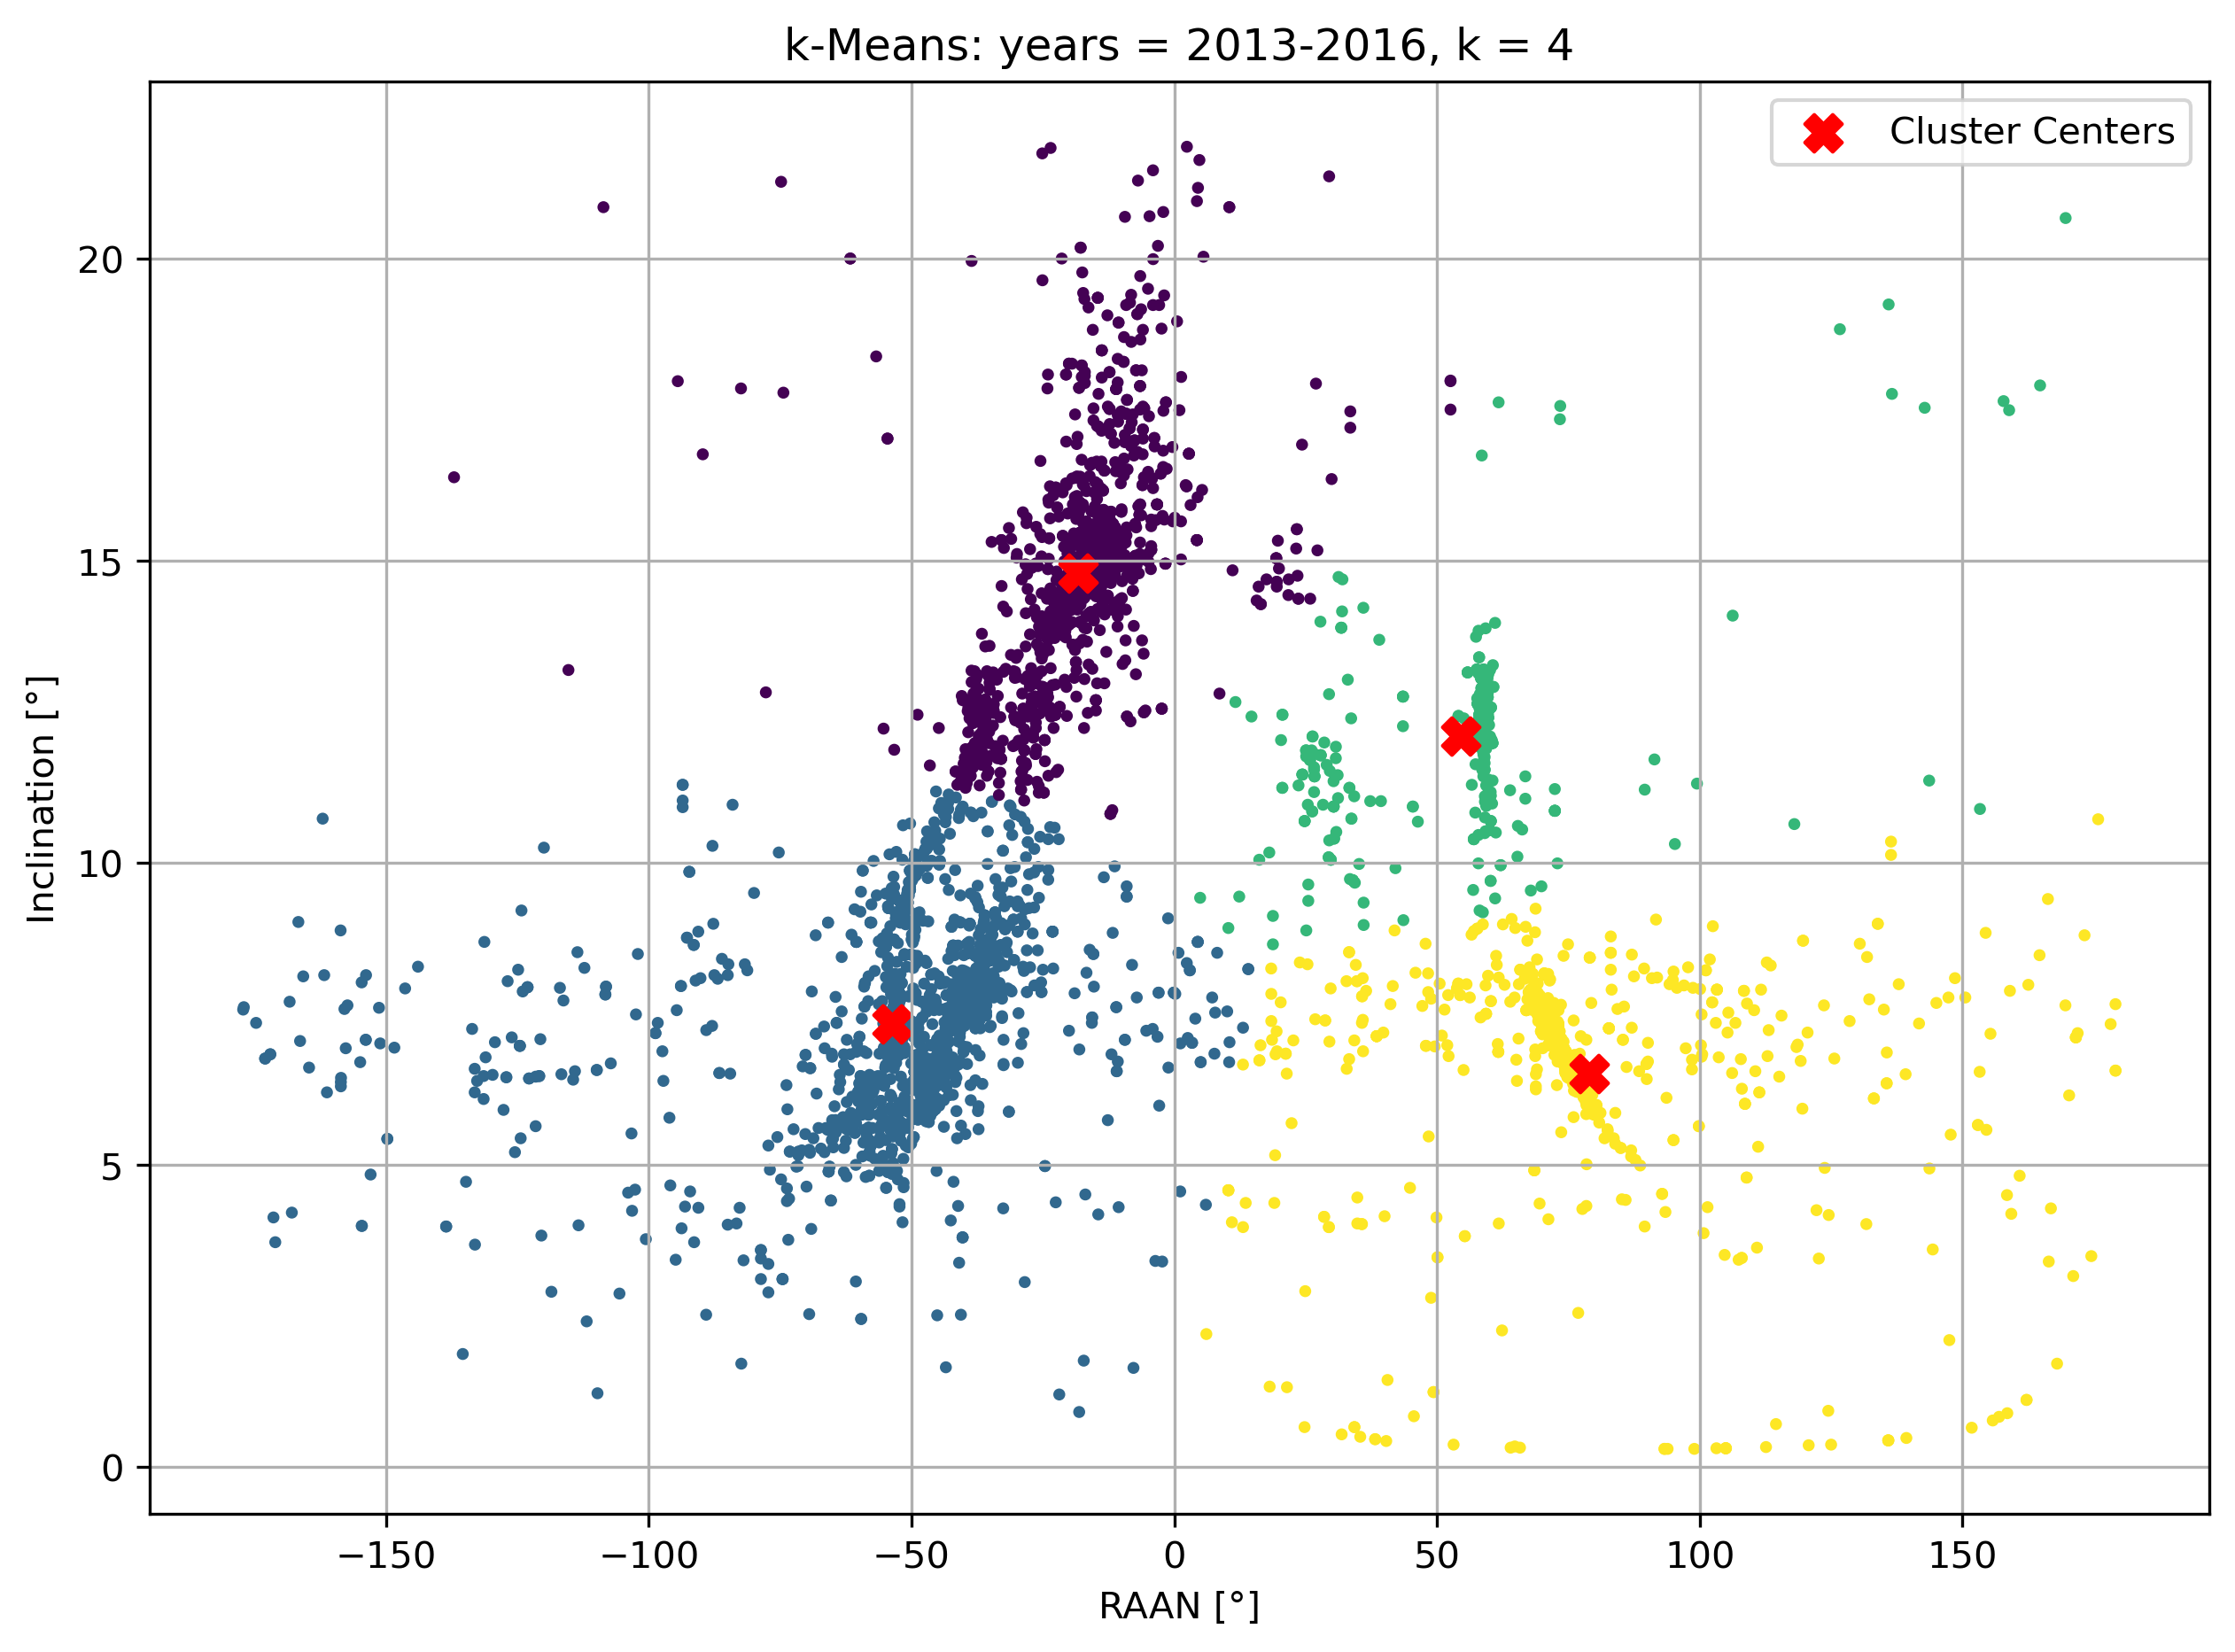 k-Means: years = 2013-2016, k = 4
Cluster Centers
20
15
10
5
0
Inclination [°]
−150 −100 −50 0 50 100 150
RAAN [°]